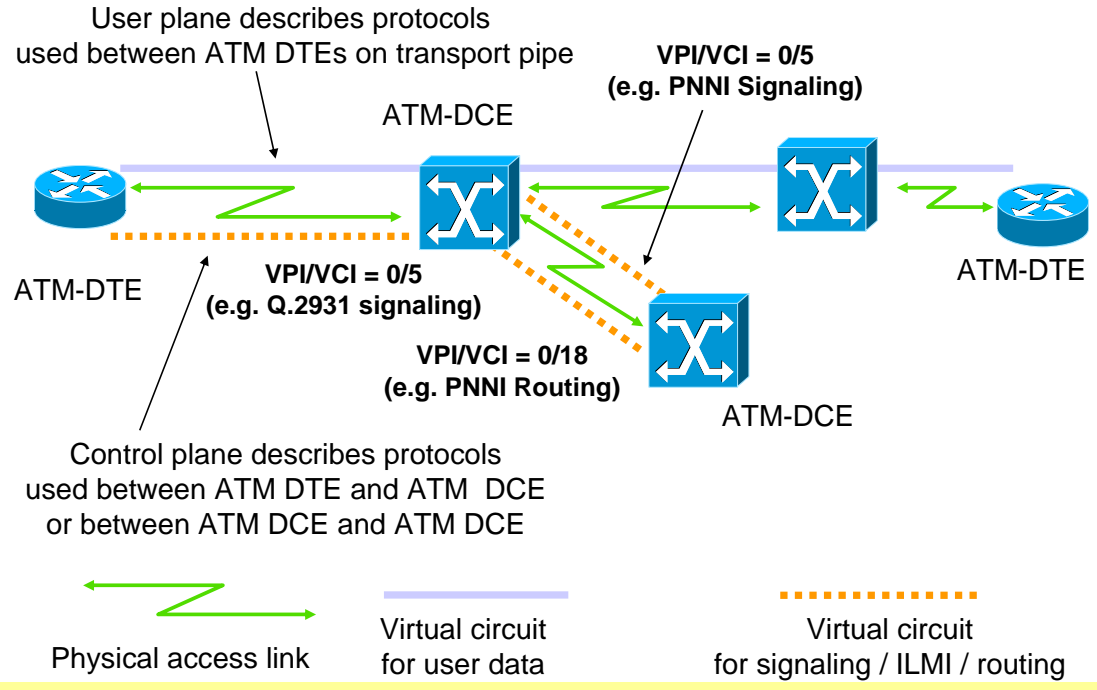 User plane describes protocols
used between ATM DTEs on transport pipe
VPI/VCI = 0/5
(e.g. PNNI Signaling)
ATM-DCE
ATM-DTE
VPI/VCI = 0/5
(e.g. Q.2931 signaling)
ATM-DTE
VPI/VCI = 0/18
(e.g. PNNI Routing)
ATM-DCE
Control plane describes protocols
used between ATM DTE and ATM  DCE
or between ATM DCE and ATM DCE
Physical access link
Virtual circuit
for user data
Virtual circuit
for signaling / ILMI / routing